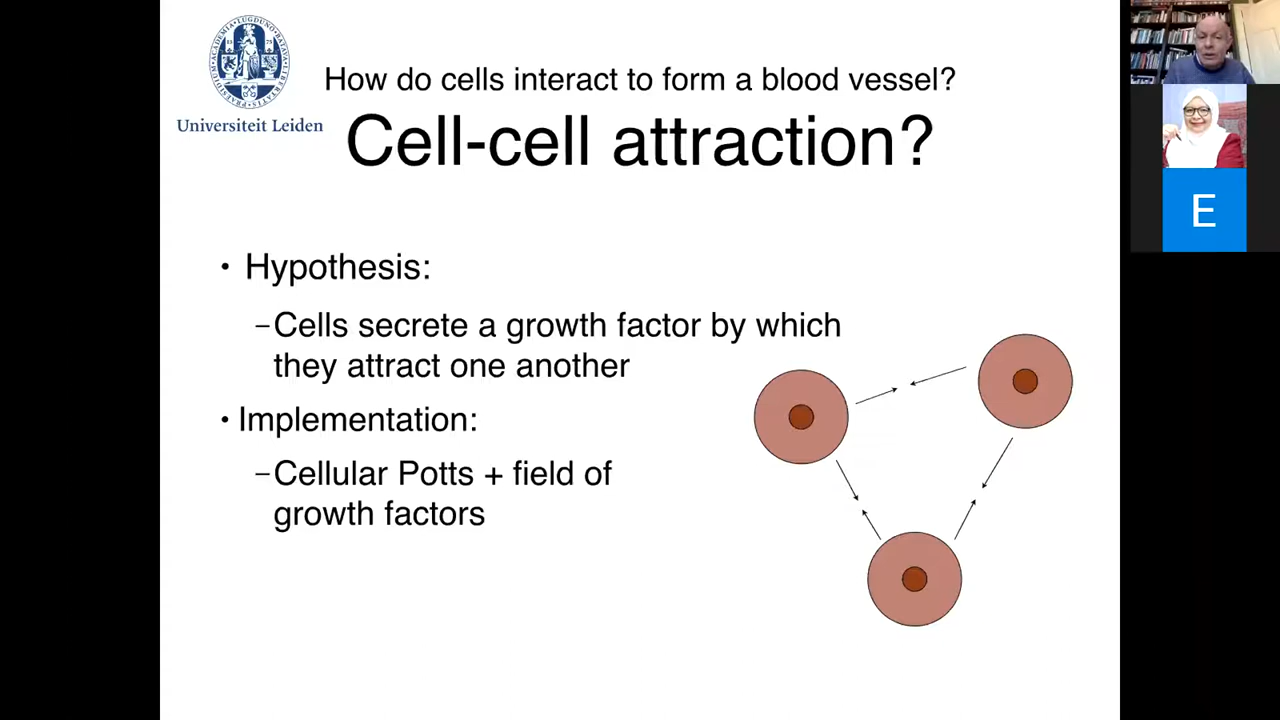 How do cells interact to form a blood vessel?
Universiteit Leiden
Cell-cell attraction?
• Hypothesis:
–Cells secrete a growth factor by which
they attract one another
• Implementation:
–Cellular Potts + field of
growth factors
E